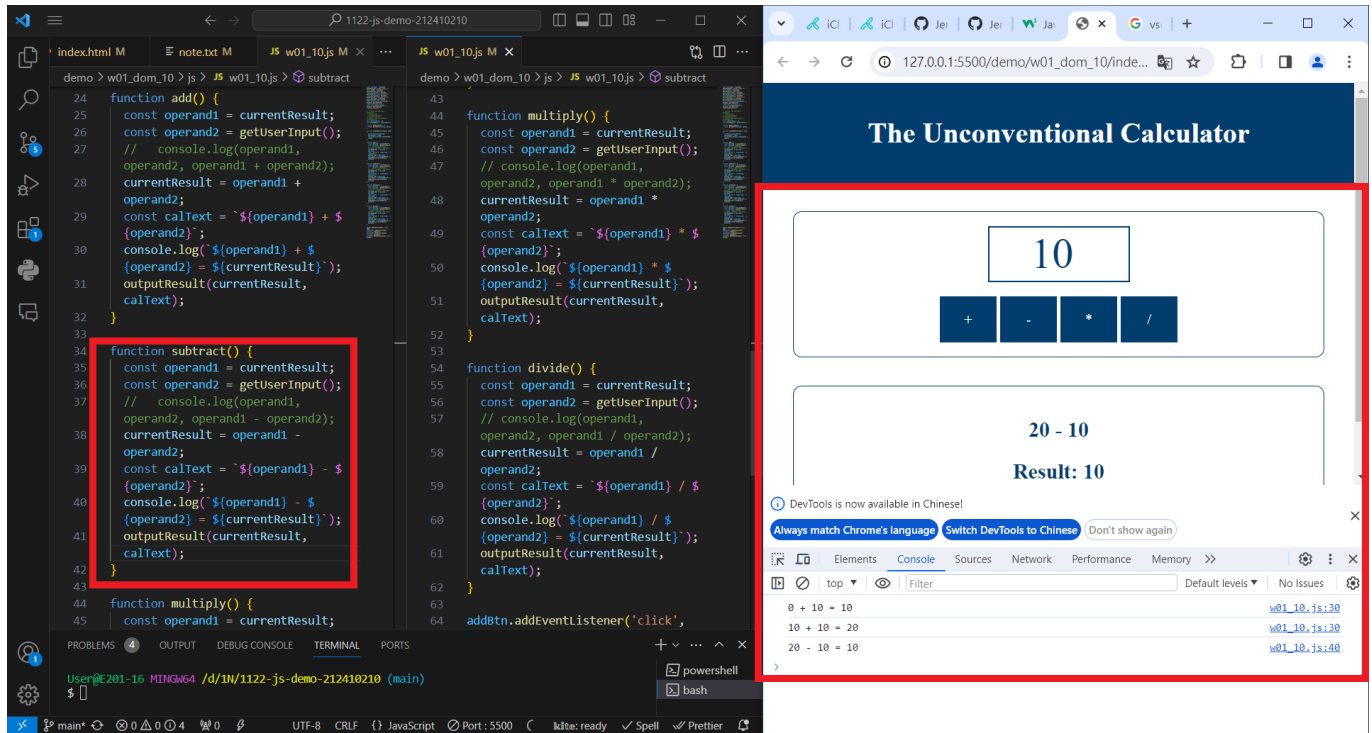 1122-js-demo-212410210
index.html M
note.txt M
JS w01_10.js M
demo > w01_dom_10 > js > JS w01_10.js > subtract
24 function add() {
25 const operand1 = currentResult;
26 const operand2 = getUserInput();
27 // console.log(operand1,
operand2, operand1 + operand2);
28 currentResult = operand1 +
operand2;
29 const calText = `${operand1} + $
{operand2}`;
30 console.log(`${operand1} + $
{operand2} = ${currentResult}`);
31 outputResult(currentResult,
calText);
32 }
33
34 function subtract() {
35 const operand1 = currentResult;
36 const operand2 = getUserInput();
37 // console.log(operand1,
operand2, operand1 - operand2);
38 currentResult = operand1 -
operand2;
39 const calText = `${operand1} - $
{operand2}`;
40 console.log(`${operand1} - $
{operand2} = ${currentResult}`);
41 outputResult(currentResult,
calText);
42 }
43
44 function multiply() {
45 const operand1 = currentResult;
JS w01_10.js M
demo > w01_dom_10 > js > JS w01_10.js > subtract
43
44 function multiply() {
45 const operand1 = currentResult;
46 const operand2 = getUserInput();
47 // console.log(operand1,
operand2, operand1 * operand2);
48 currentResult = operand1 *
operand2;
49 const calText = `${operand1} * $
{operand2}`;
50 console.log(`${operand1} * $
{operand2} = ${currentResult}`);
51 outputResult(currentResult,
calText);
52 }
53
54 function divide() {
55 const operand1 = currentResult;
56 const operand2 = getUserInput();
57 // console.log(operand1,
operand2, operand1 / operand2);
58 currentResult = operand1 /
operand2;
59 const calText = `${operand1} / $
{operand2}`;
60 console.log(`${operand1} / $
{operand2} = ${currentResult}`);
61 outputResult(currentResult,
calText);
62 }
63
64 addBtn.addEventListener('click',
PROBLEMS 4 OUTPUT DEBUG CONSOLE TERMINAL PORTS
User@E201-16 MINGW64 /d/1N/1122-js-demo-212410210 (main)
$
powershell
bash
main* 0 0 0 4 0 UTF-8 CRLF {} JavaScript Port : 5500 kite: ready Spell Prettier
iCl iCl Jer Jer Ja vs
127.0.0.1:5500/demo/w01_dom_10/inde...
The Unconventional Calculator
10
+ - * /
20 - 10
Result: 10
DevTools is now available in Chinese!
Always match Chrome's language Switch DevTools to Chinese Don't show again
Elements Console Sources Network Performance Memory
top Filter Default levels No Issues
0 + 10 = 10 w01_10.js:30
10 + 10 = 20 w01_10.js:30
20 - 10 = 10 w01_10.js:40